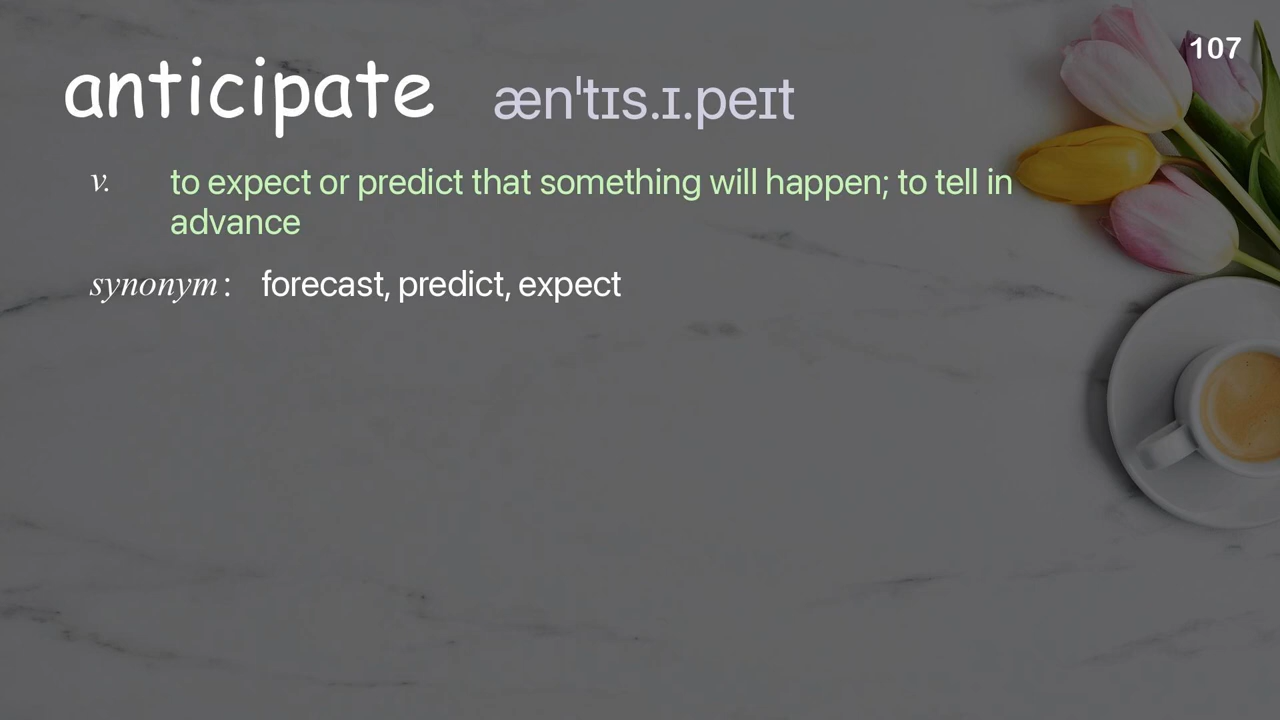 107
anticipate æn'tɪs.ɪ.peɪt
v. to expect or predict that something will happen; to tell in
advance
synonym: forecast, predict, expect